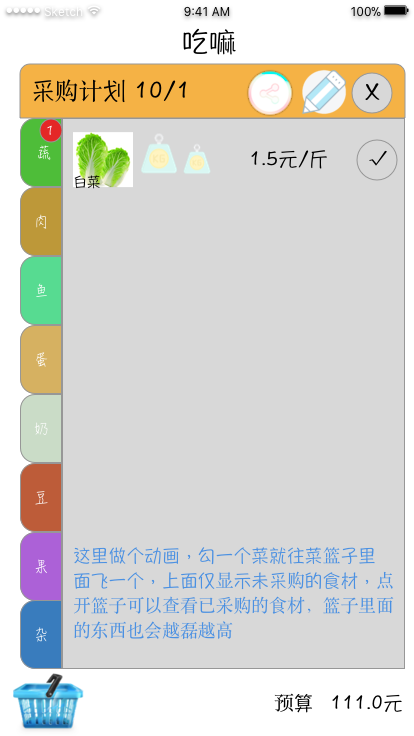 Sketch 9:41 AM 100%
吃嘛
采购计划 10/1 X
1
蔬
白菜 1.5元/斤
肉
鱼
蛋
奶
豆
果
杂
这里做个动画，勾一个菜就往菜篮子里
面飞一个，上面仅显示未采购的食材，点
开篮子可以查看已采购的食材，篮子里面
的东西也会越磊越高
1
预算 111.0元